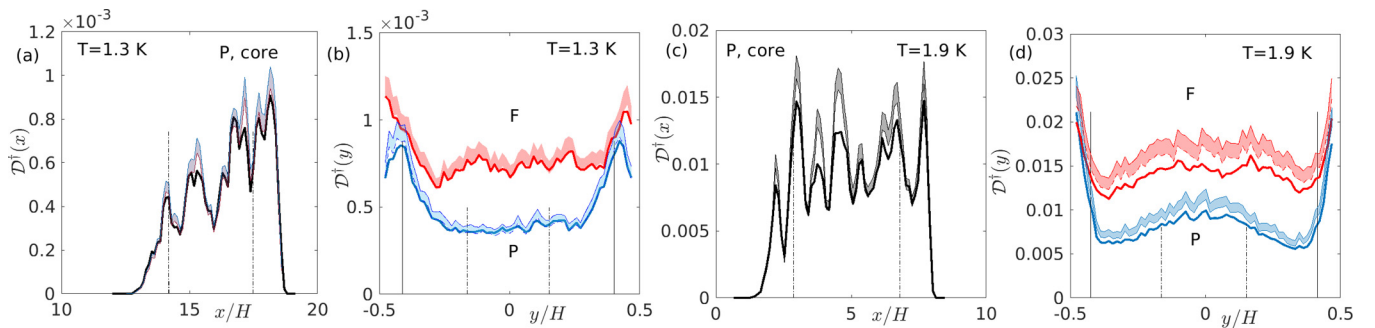 (a)
×10⁻³
T=1.3 K
P, core
𝒟†(x)
1.2
1
0.8
0.6
0.4
0.2
0
10
15
20
x/H
(b)
×10⁻³
T=1.3 K
F
P
𝒟†(y)
1.5
1
0.5
0
-0.5
0
0.5
y/H
(c)
P, core
T=1.9 K
𝒟†(x)
0.02
0.015
0.01
0.005
0
0
5
10
x/H
(d)
T=1.9 K
F
P
𝒟†(y)
0.03
0.025
0.02
0.015
0.01
0.005
0
-0.5
0
0.5
y/H